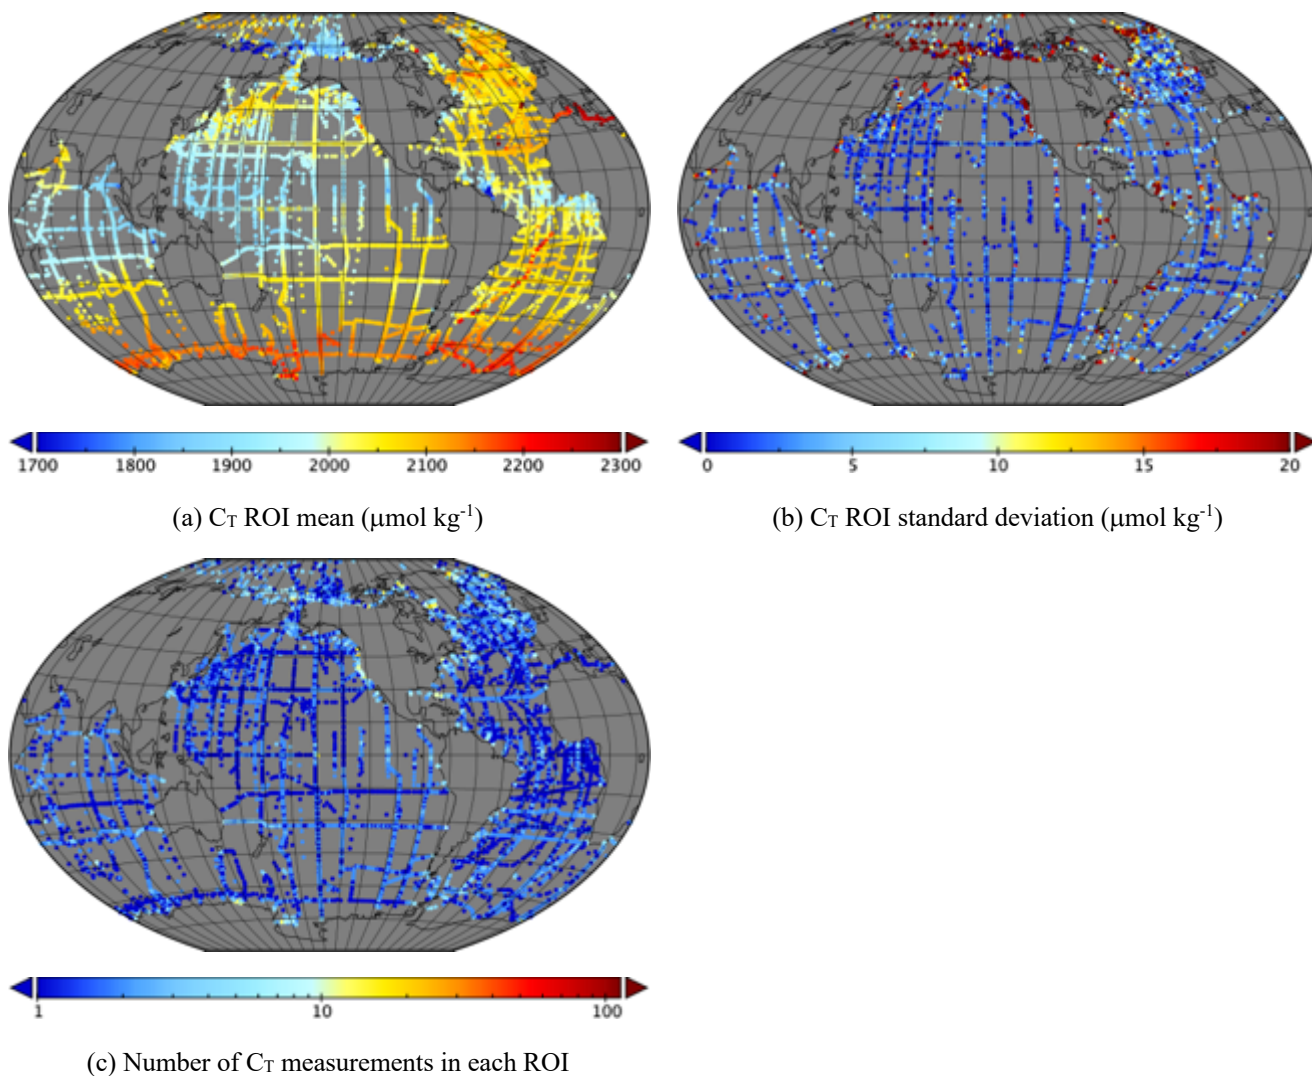 1700 1800 1900 2000 2100 2200 2300
(a) CT ROI mean (μmol kg-1)
0 5 10 15 20
(b) CT ROI standard deviation (μmol kg-1)
1 10 100
(c) Number of CT measurements in each ROI